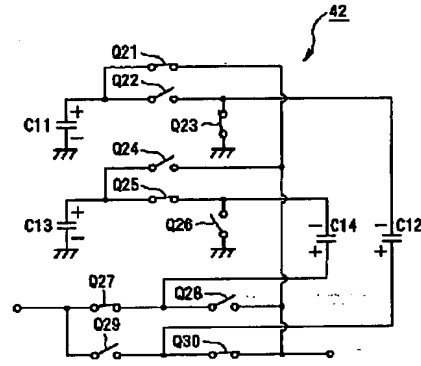 42
Q21
Q22
C11 + -
Q23
Q24
Q25
C13 + -
Q26
- C14 +
- C12 +
Q27
Q28
Q29
Q30